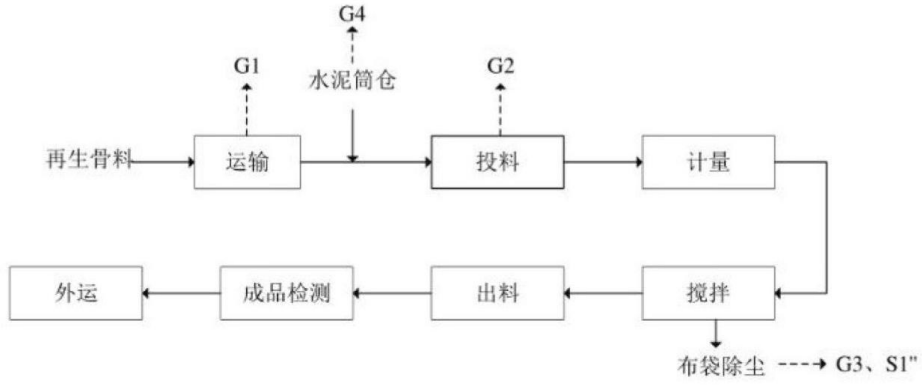 G4
G1
水泥筒仓
G2
再生骨料
运输
投料
计量
外运
成品检测
出料
搅拌
布袋除尘
G3、S1"